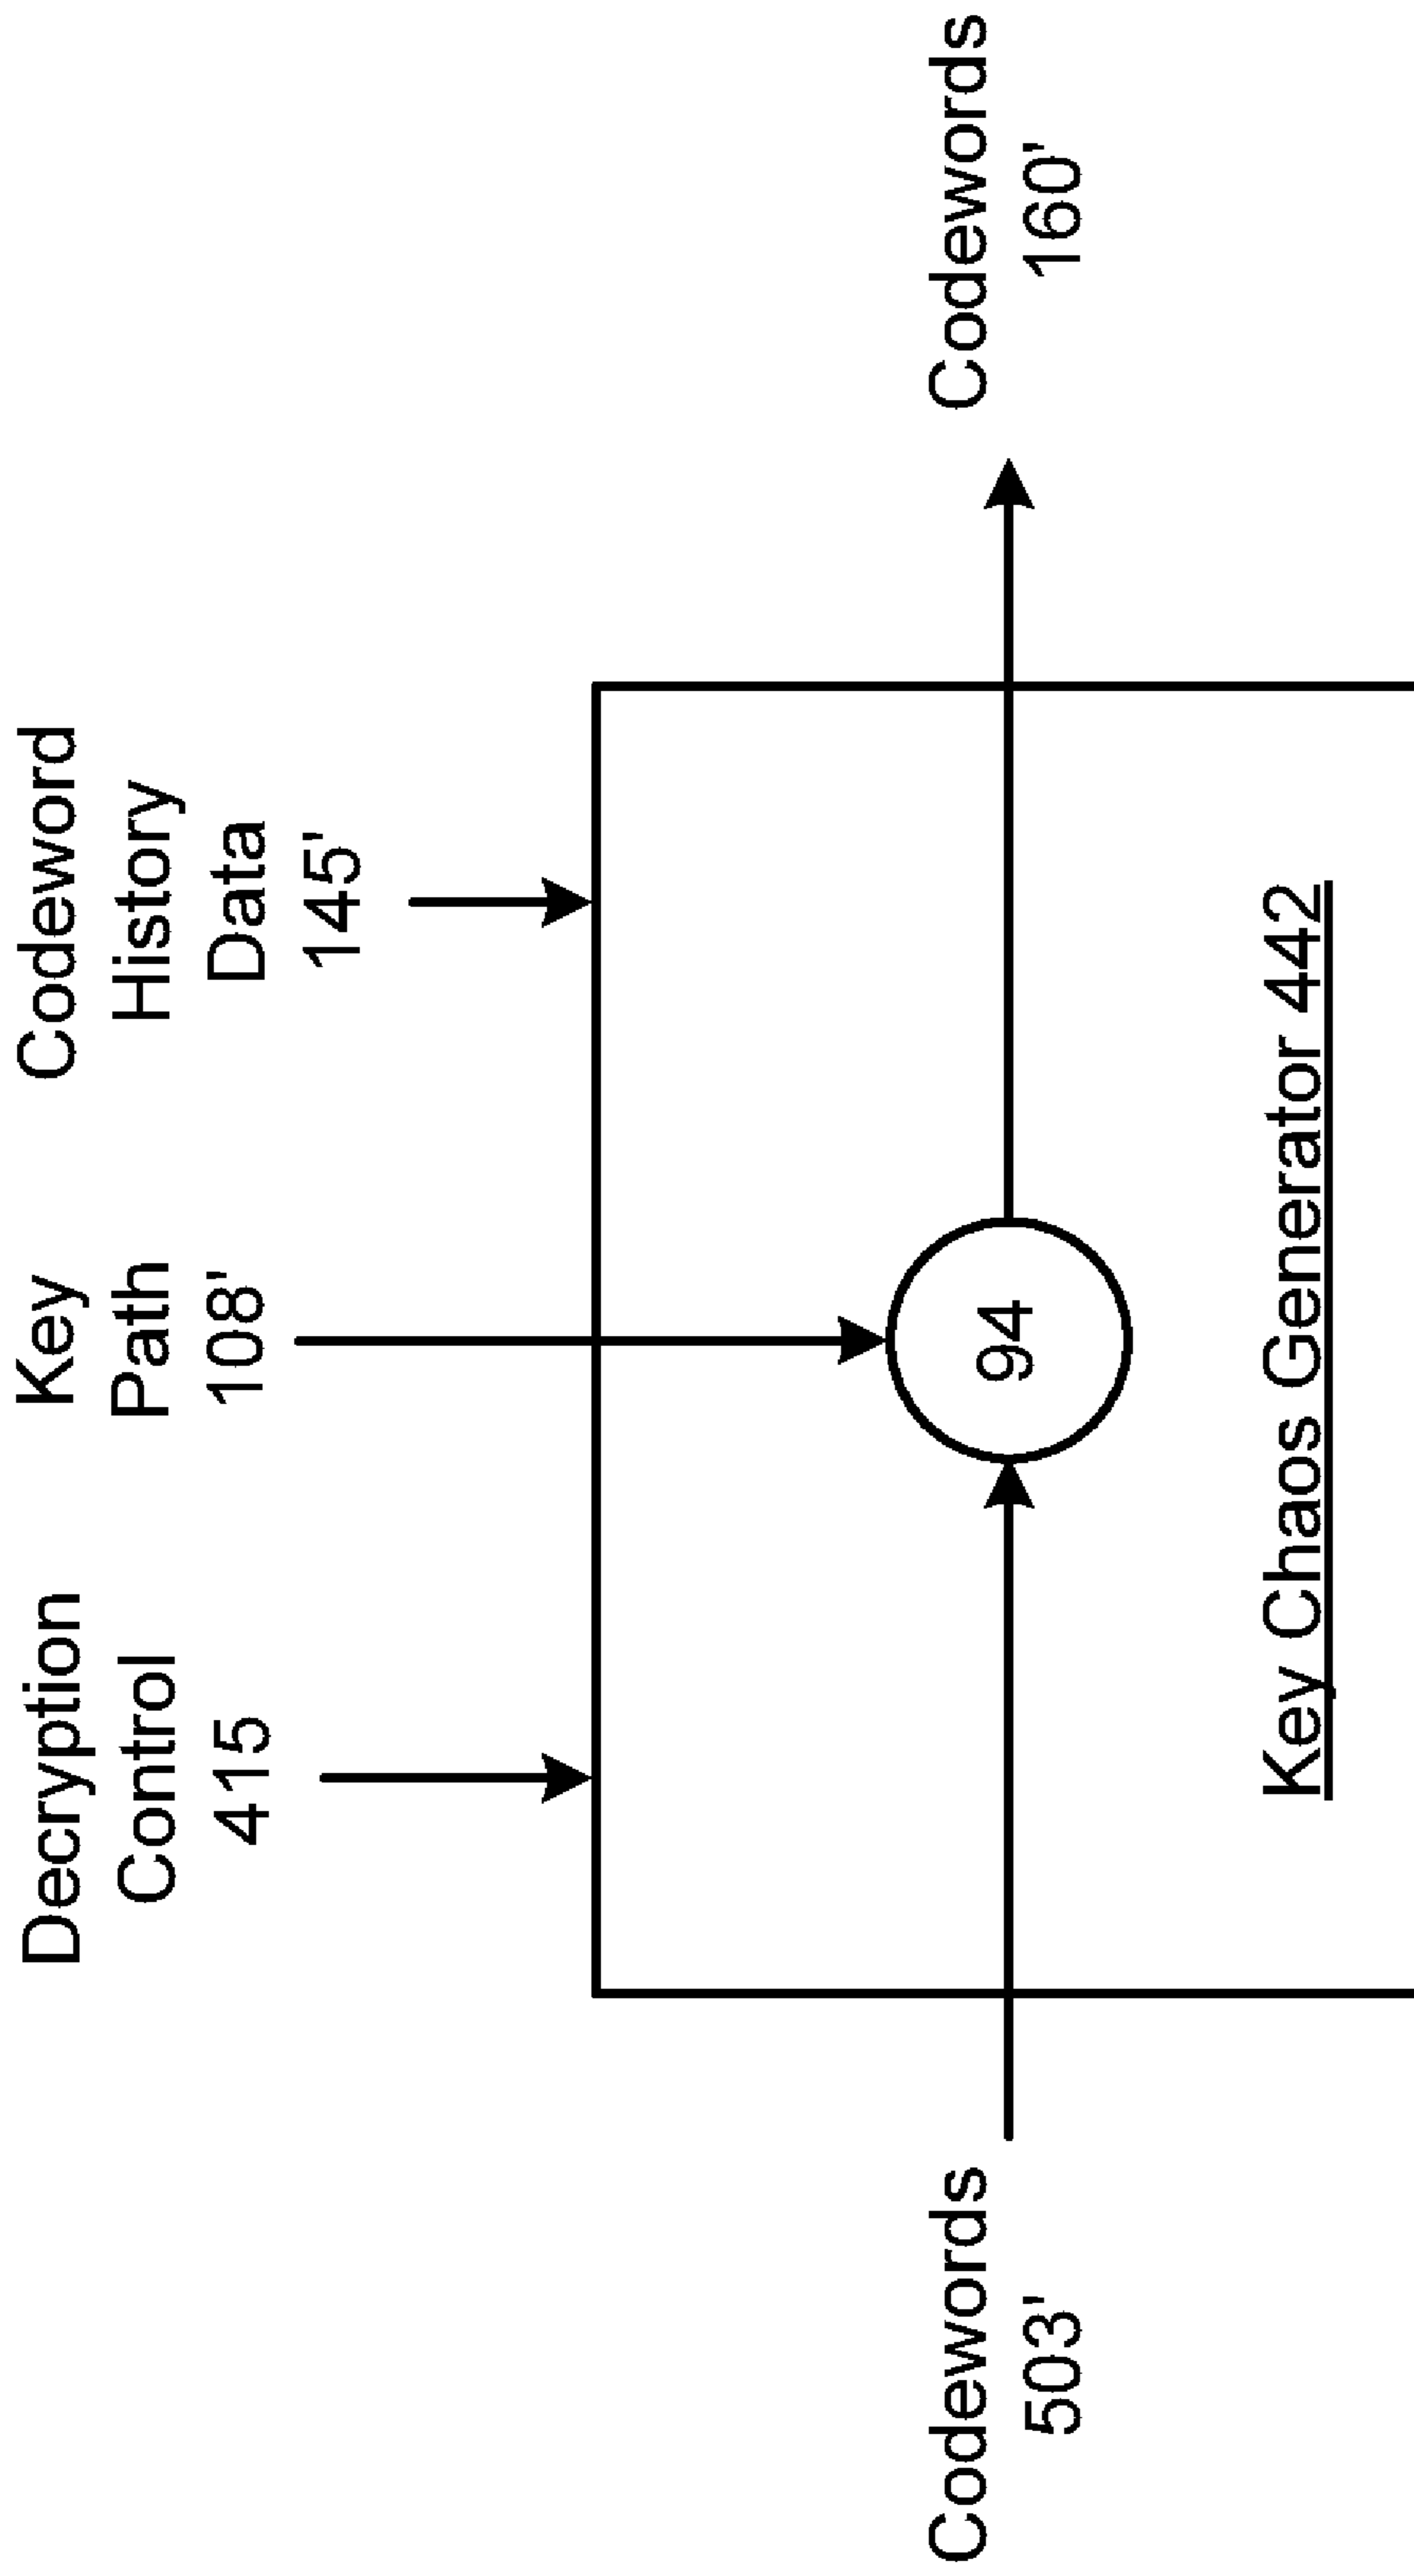 Decryption
Control
415
Key
Path
108'
Codeword
History
Data
145'
Codewords
503'
94
Codewords
160'
Key Chaos Generator 442